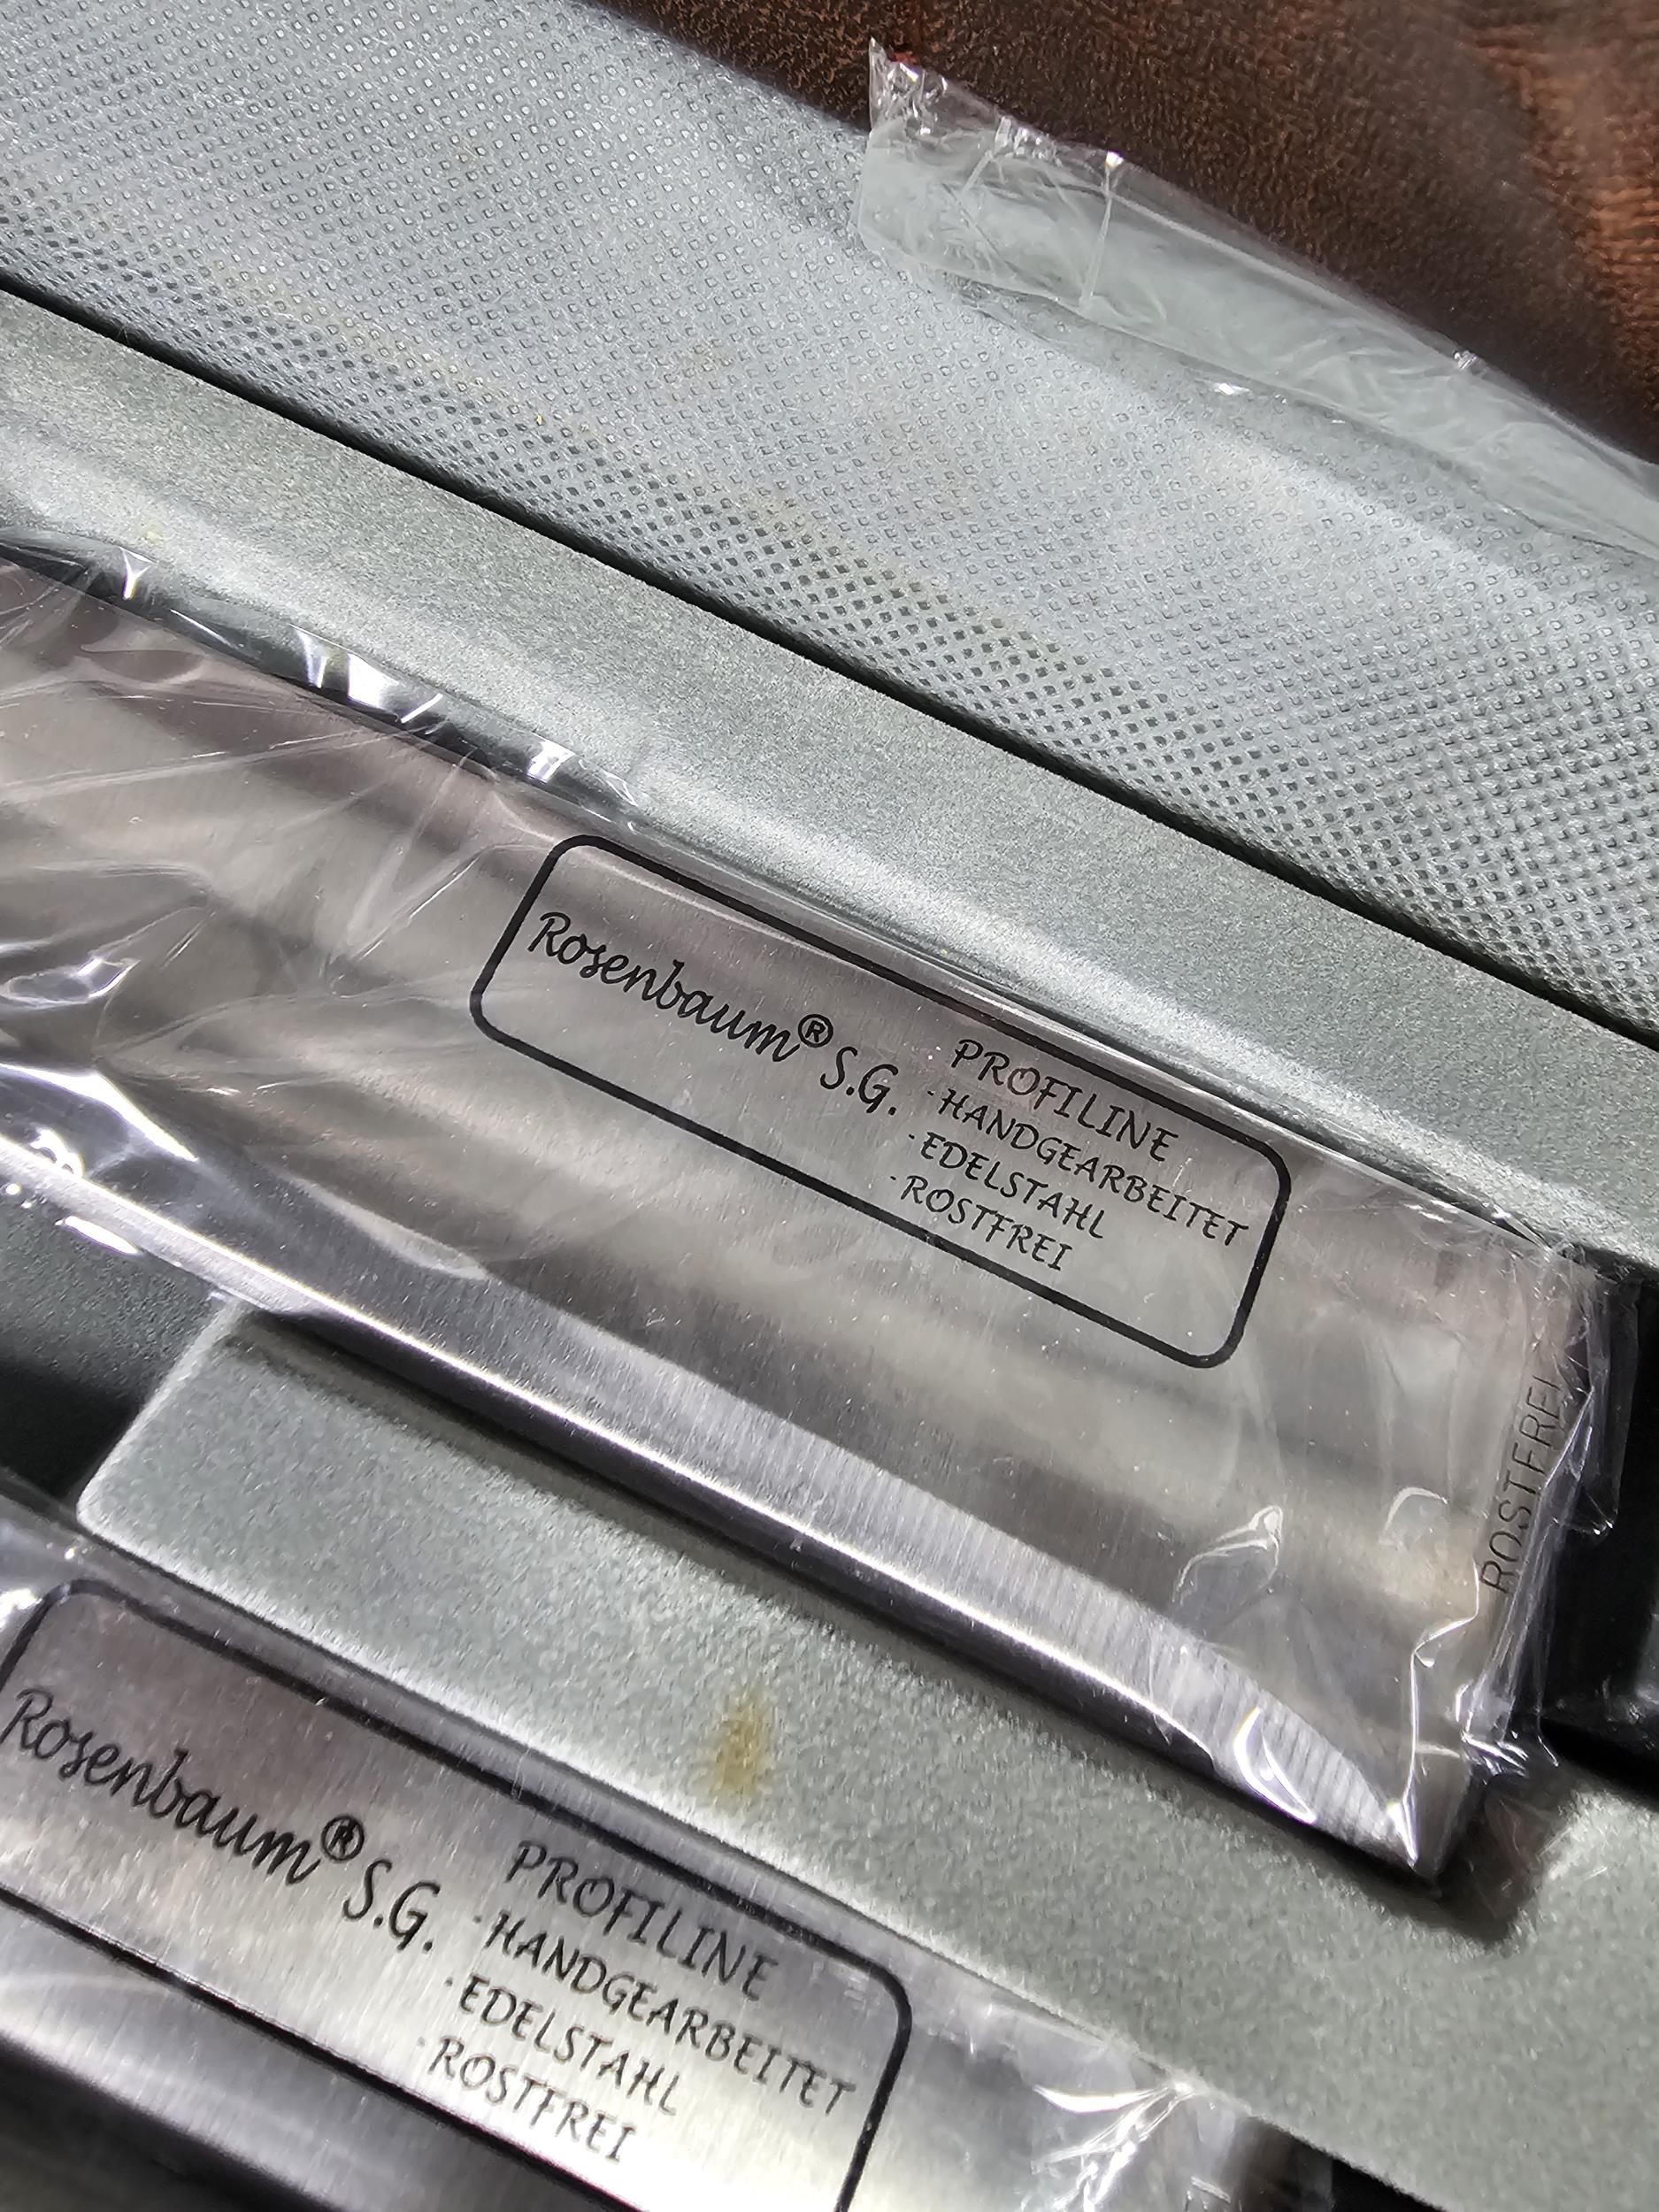 Rosenbaum® S.G.
PROFILINE
·HANDGEARBEITET
·EDELSTAHL
·ROSTFREI
ROSTFREI
Rosenbaum® S.G.
PROFILINE
·HANDGEARBEITET
·EDELSTAHL
·ROSTFREI